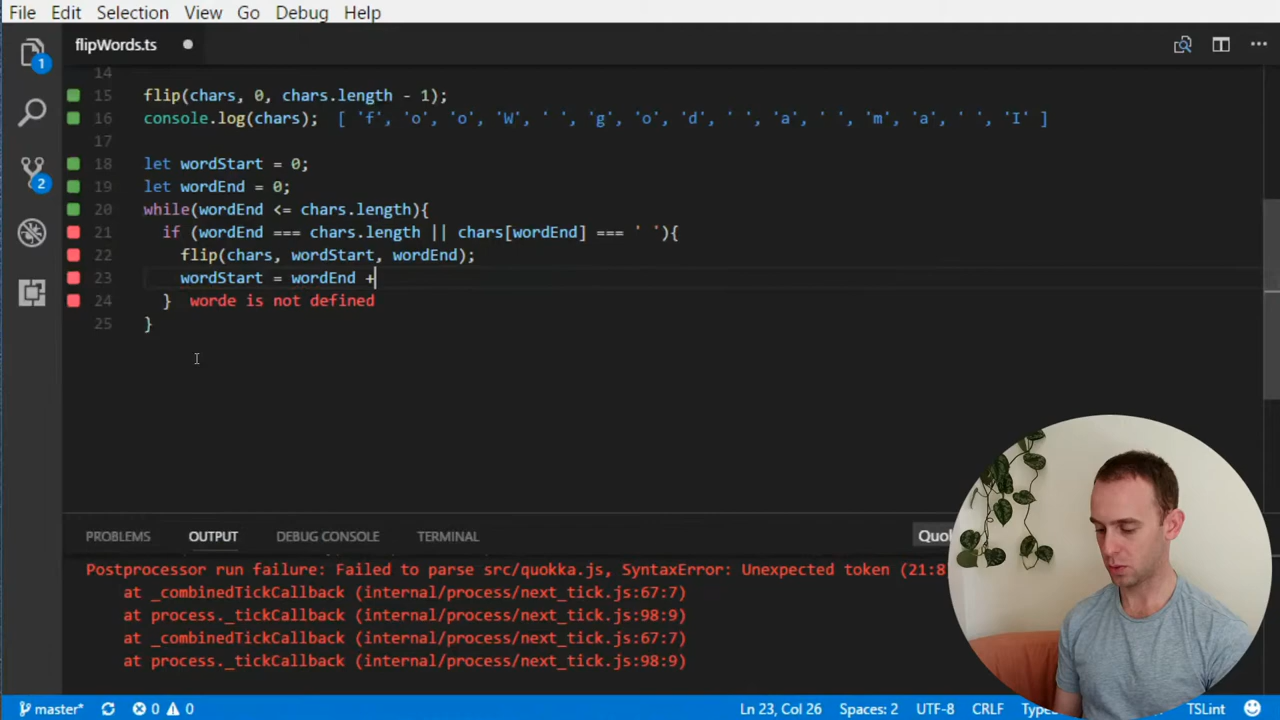 File Edit Selection View Go Debug Help
flipWords.ts
1
14
15 flip(chars, 0, chars.length - 1);
16 console.log(chars); [ 'f', 'o', 'o', 'W', ' ', 'g', 'o', 'd', ' ', 'a', ' ', 'm', 'a', ' ', 'I' ]
17
18 let wordStart = 0;
19 let wordEnd = 0;
2
20 while(wordEnd <= chars.length){
21 if (wordEnd === chars.length || chars[wordEnd] === ' '){
22 flip(chars, wordStart, wordEnd);
23 wordStart = wordEnd +
24 } worde is not defined
25 }
PROBLEMS OUTPUT DEBUG CONSOLE TERMINAL Quok
Postprocessor run failure: Failed to parse src/quokka.js, SyntaxError: Unexpected token (21:8
at _combinedTickCallback (internal/process/next_tick.js:67:7)
at process._tickCallback (internal/process/next_tick.js:98:9)
at _combinedTickCallback (internal/process/next_tick.js:67:7)
at process._tickCallback (internal/process/next_tick.js:98:9)
master* 0 0 Ln 23, Col 26 Spaces: 2 UTF-8 CRLF Type TSLint